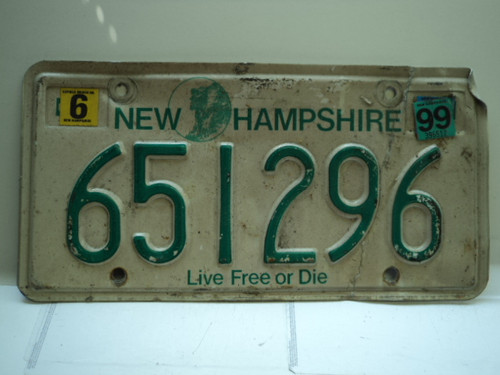 6
NEW HAMPSHIRE
99
651296
Live Free or Die